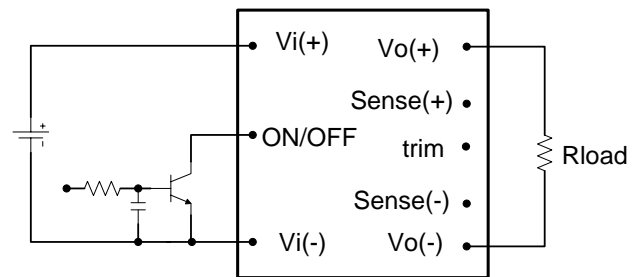 Vi(+)
Vo(+)
Sense(+)
ON/OFF
trim
Rload
Sense(-)
Vi(-)
Vo(-)
+
-